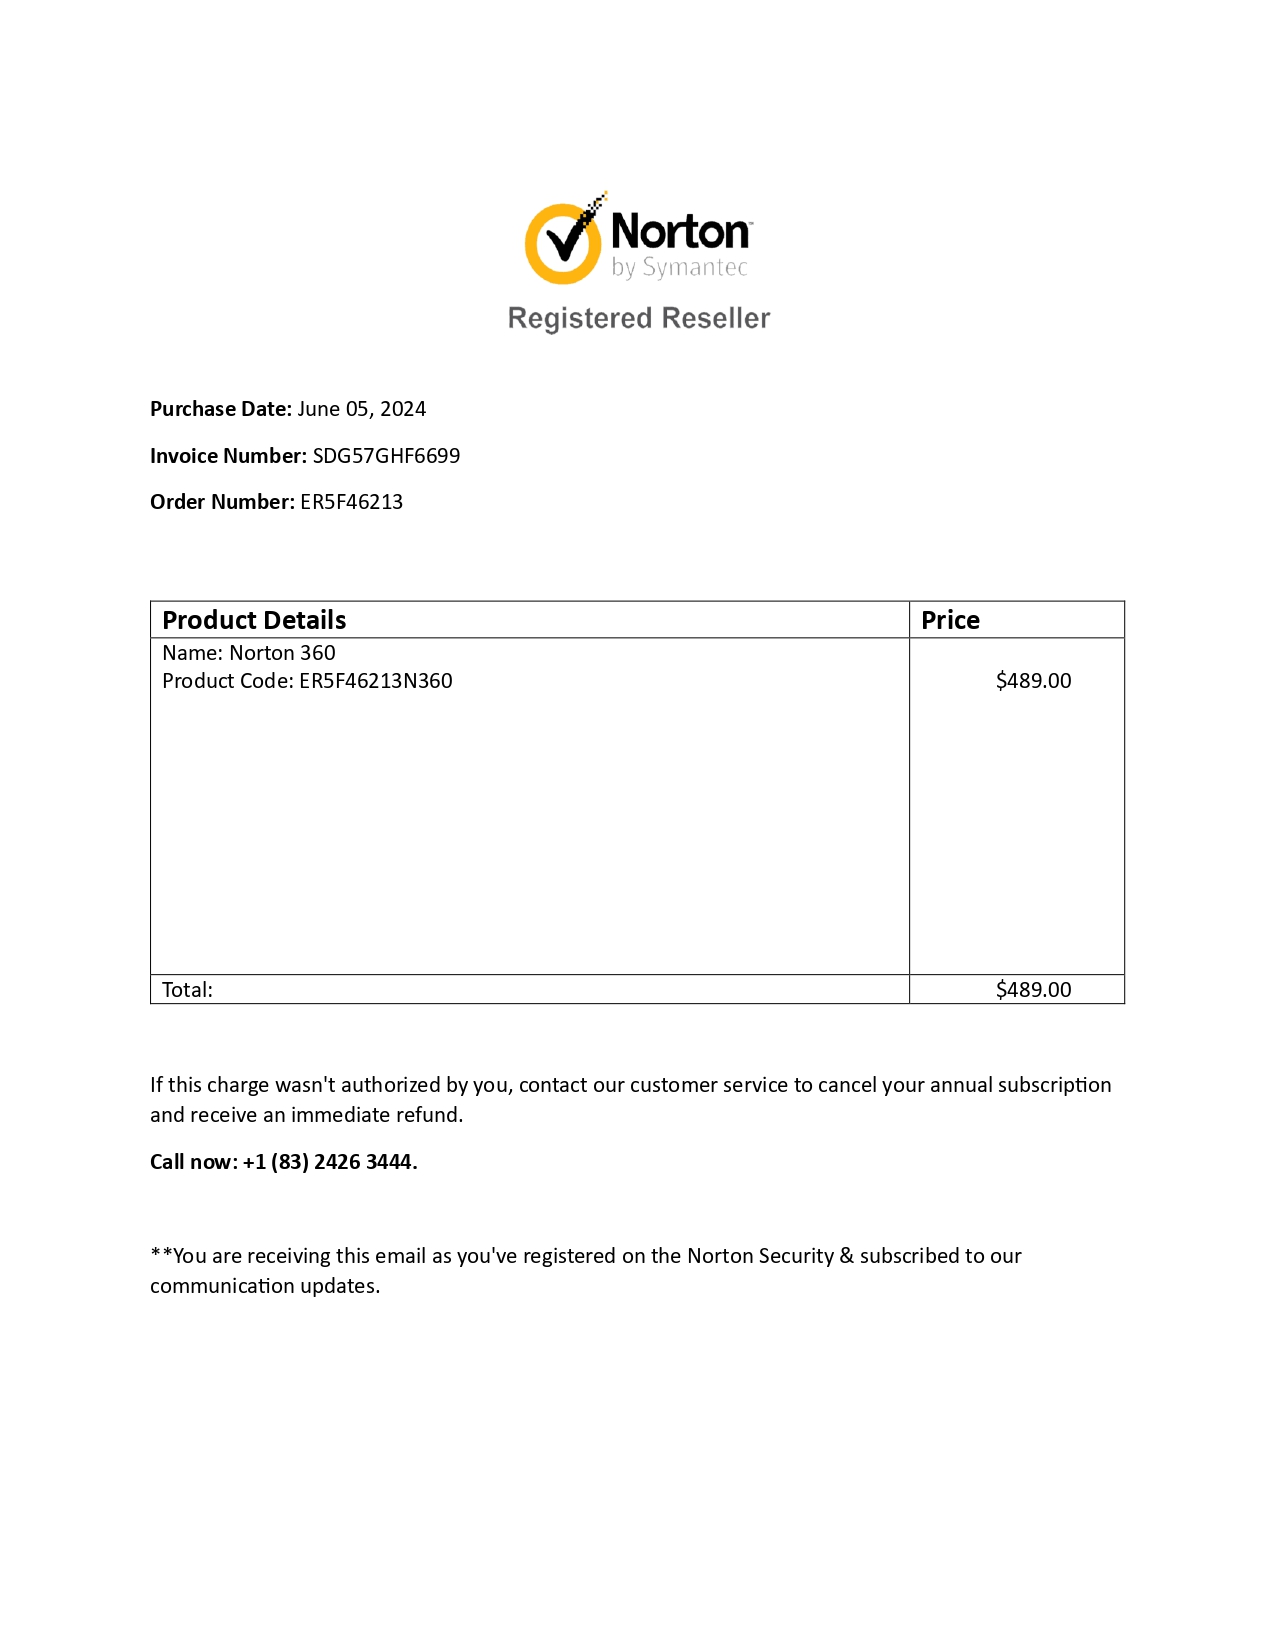 Norton
by Symantec
Registered Reseller
Purchase Date: June 05, 2024
Invoice Number: SDG57GHF6699
Order Number: ER5F46213
Product Details Price
Name: Norton 360
Product Code: ER5F46213N360 $489.00
Total: $489.00
If this charge wasn't authorized by you, contact our customer service to cancel your annual subscription
and receive an immediate refund.
Call now: +1 (83) 2426 3444.
**You are receiving this email as you've registered on the Norton Security & subscribed to our
communication updates.